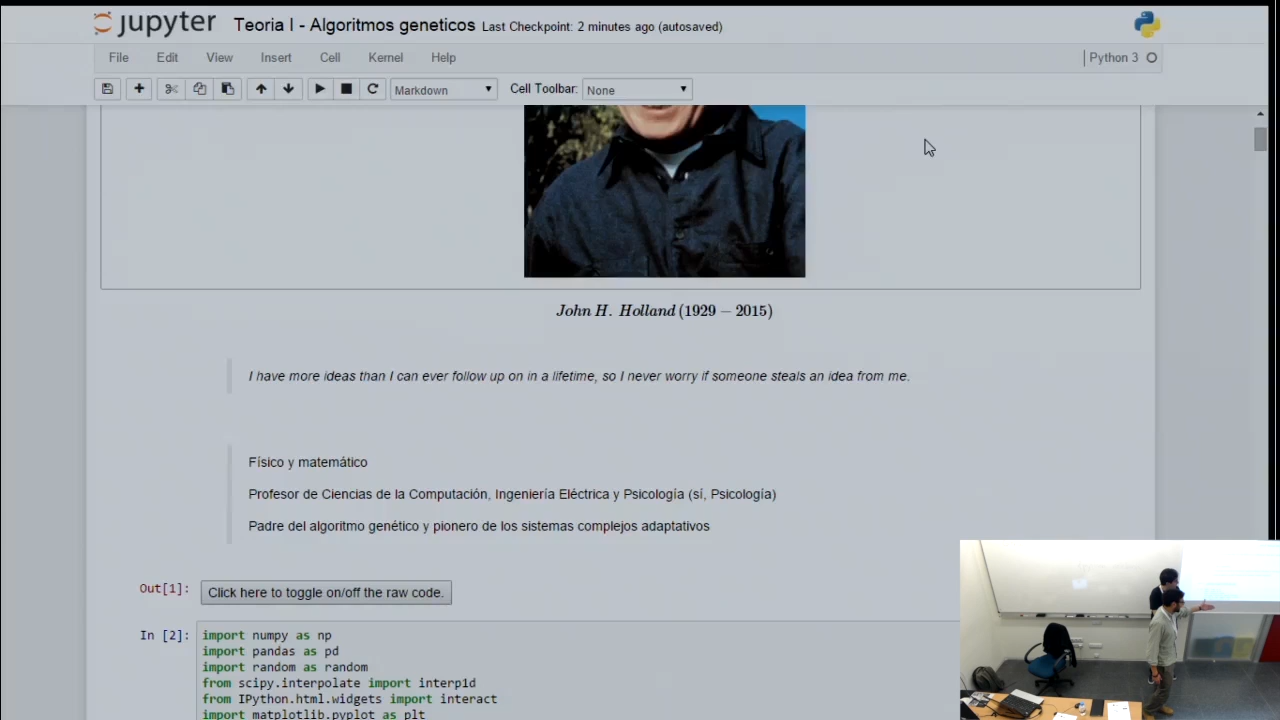 jupyter Teoria I - Algoritmos geneticos Last Checkpoint: 2 minutes ago (autosaved)
File Edit View Insert Cell Kernel Help Python 3
Markdown Cell Toolbar: None
John H. Holland (1929 – 2015)
I have more ideas than I can ever follow up on in a lifetime, so I never worry if someone steals an idea from me.
Físico y matemático
Profesor de Ciencias de la Computación, Ingeniería Eléctrica y Psicología (sí, Psicología)
Padre del algoritmo genético y pionero de los sistemas complejos adaptativos
Out[1]: Click here to toggle on/off the raw code.
In [2]: import numpy as np
import pandas as pd
import random as random
from scipy.interpolate import interp1d
from IPython.html.widgets import interact
import matplotlib.pyplot as plt